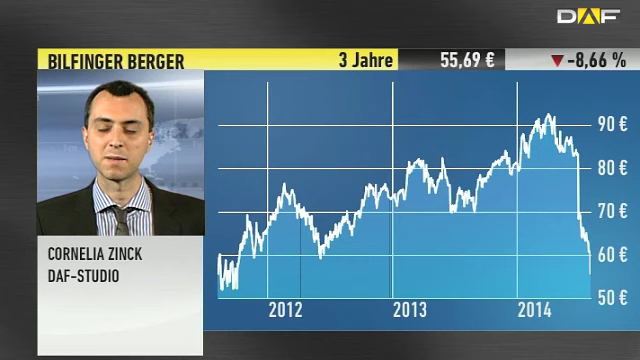 DAF
BILFINGER BERGER 3 Jahre 55,69 € -8,66 %
90 €
80 €
70 €
60 €
50 €
2012 2013 2014
CORNELIA ZINCK
DAF-STUDIO